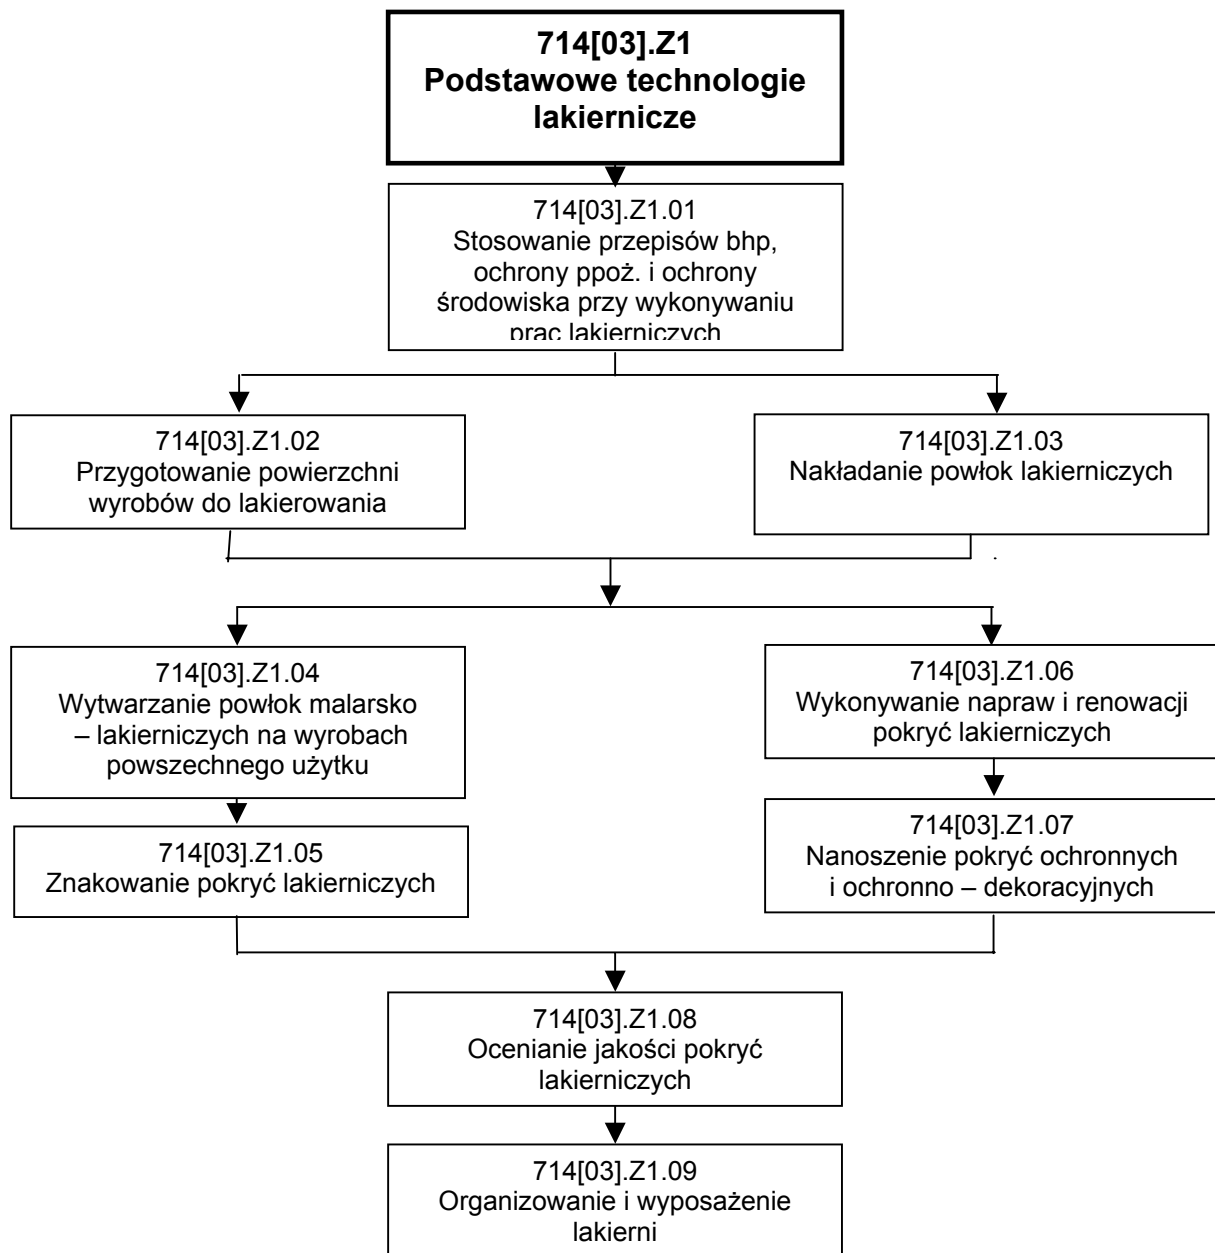 714[03].Z1
Podstawowe technologie
lakiernicze
714[03].Z1.01
Stosowanie przepisów bhp,
ochrony ppoż. i ochrony
środowiska przy wykonywaniu
prac lakierniczych
714[03].Z1.02
Przygotowanie powierzchni
wyrobów do lakierowania
714[03].Z1.03
Nakładanie powłok lakierniczych
714[03].Z1.04
Wytwarzanie powłok malarsko
– lakierniczych na wyrobach
powszechnego użytku
714[03].Z1.06
Wykonywanie napraw i renowacji
pokryć lakierniczych
714[03].Z1.05
Znakowanie pokryć lakierniczych
714[03].Z1.07
Nanoszenie pokryć ochronnych
i ochronno – dekoracyjnych
714[03].Z1.08
Ocenianie jakości pokryć
lakierniczych
714[03].Z1.09
Organizowanie i wyposażenie
lakierni